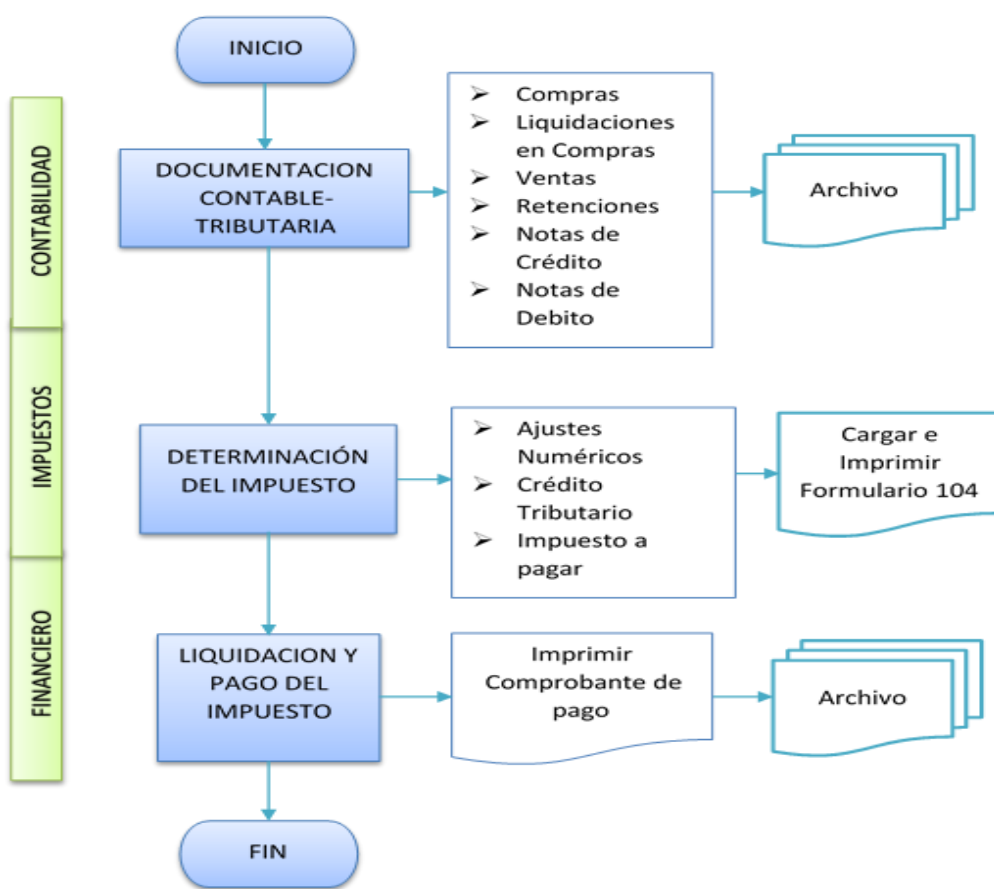 INICIO
CONTABILIDAD
DOCUMENTACION
CONTABLE-
TRIBUTARIA
➢ Compras
➢ Liquidaciones
en Compras
➢ Ventas
➢ Retenciones
➢ Notas de
Crédito
➢ Notas de
Debito
Archivo
IMPUESTOS
DETERMINACIÓN
DEL IMPUESTO
➢ Ajustes
Numéricos
➢ Crédito
Tributario
➢ Impuesto a
pagar
Cargar e
Imprimir
Formulario 104
FINANCIERO
LIQUIDACION Y
PAGO DEL
IMPUESTO
Imprimir
Comprobante de
pago
Archivo
FIN